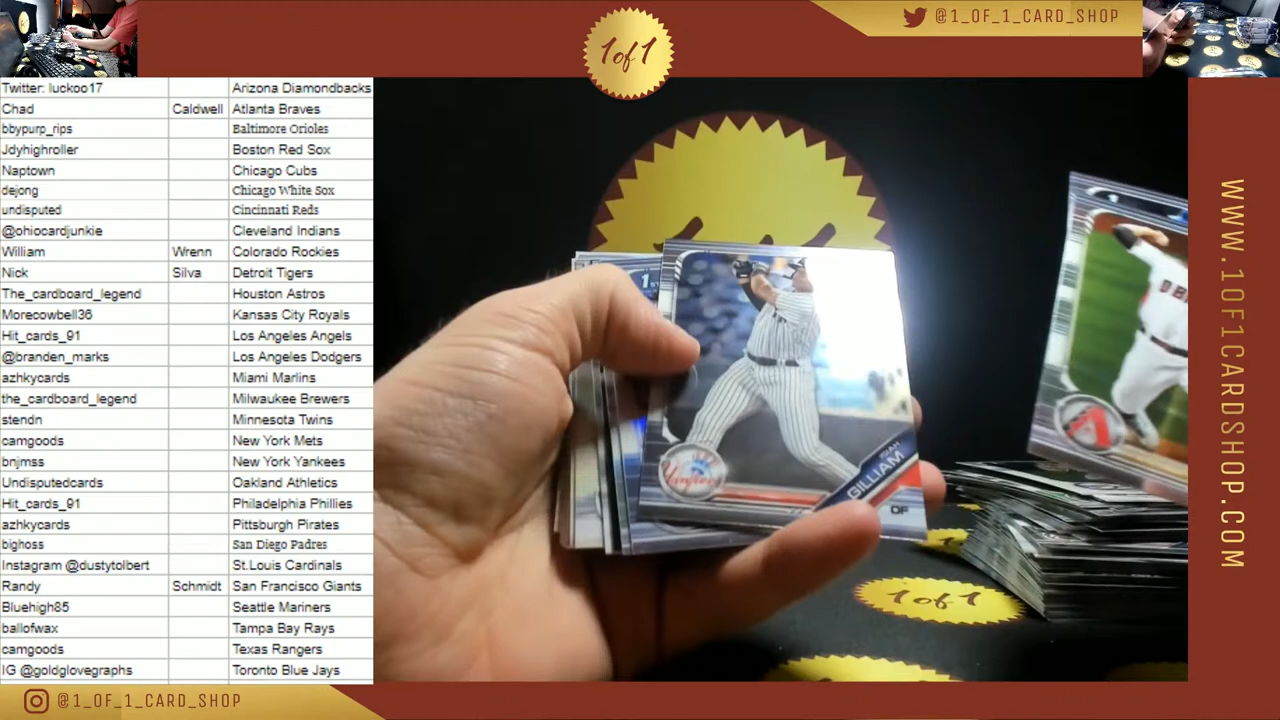 @1_OF_1_CARD_SHOP
1of1
Twitter: luckoo17 Arizona Diamondbacks
Chad Caldwell Atlanta Braves
bbypurp_rips Baltimore Orioles
Jdyhighroller Boston Red Sox
Naptown Chicago Cubs
dejong Chicago White Sox
undisputed Cincinnati Reds
@ohiocardjunkie Cleveland Indians
William Wrenn Colorado Rockies
Nick Silva Detroit Tigers
The_cardboard_legend Houston Astros
Morecowbell36 Kansas City Royals
Hit_cards_91 Los Angeles Angels
@branden_marks Los Angeles Dodgers
azhkycards Miami Marlins
the_cardboard_legend Milwaukee Brewers
stendn Minnesota Twins
camgoods New York Mets
bnjmss New York Yankees
Undisputedcards Oakland Athletics
Hit_cards_91 Philadelphia Phillies
azhkycards Pittsburgh Pirates
bighoss San Diego Padres
Instagram @dustytolbert St.Louis Cardinals
Randy Schmidt San Francisco Giants
Bluehigh85 Seattle Mariners
ballofwax Tampa Bay Rays
camgoods Texas Rangers
IG @goldglovegraphs Toronto Blue Jays
Yankees
ISIAH
GILLIAM
OF
1of1
WWW.1OF1CARDSHOP.COM
@1_OF_1_CARD_SHOP